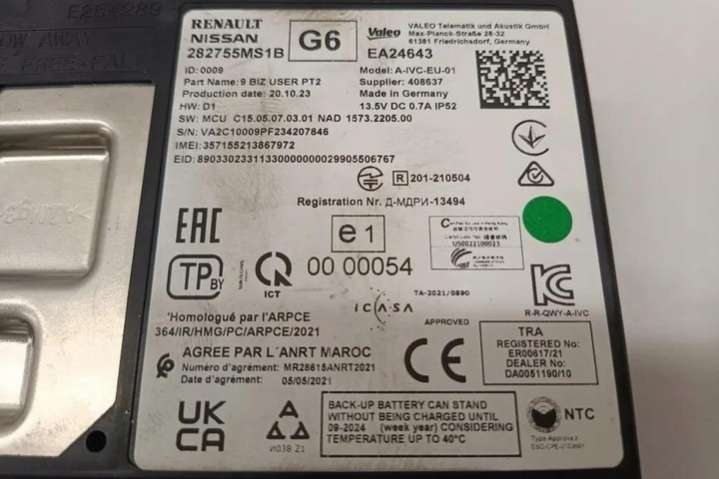 E2
RENAULT
NISSAN
282755MS1B
G6
Valeo
EA24643
VALEO Telematik und Akustik GmbH
Max-Planck-Straße 28-32
61381 Friedrichsdorf, Germany
ID: 0009
Part Name: 9 BIZ USER PT2
Production date: 20.10.23
HW: D1
Model: A-IVC-EU-01
Supplier: 408637
Made in Germany
13.5V DC 0.7A IP52
SW: MCU C15.05.07.03.01 NAD 1573.2205.00
S/N: VA2C10009PF234207846
IMEI: 357155213867972
EID: 89033023311330000000029905506767
R 201-210504
Registration Nr. Д-МДРИ-13494
EAC
e1
TP BY
ICT
00 00054
TA-2021/0890
ICASA
APPROVED
R-R-QWY-A-IVC
'Homologué par l'ARPCE
364/IR/HMG/PC/ARPCE/2021
AGREE PAR L'ANRT MAROC
Numéro d'agrément: MR28615ANRT2021
Date d'agrément: 05/05/2021
CE
TRA
REGISTERED No:
ER00617/21
DEALER No:
DA0051190/10
UK
CA
И038 21
BACK-UP BATTERY CAN STAND
WITHOUT BEING CHARGED UNTIL
09-2024 (week year) CONSIDERING
TEMPERATURE UP TO 40°C
NTC